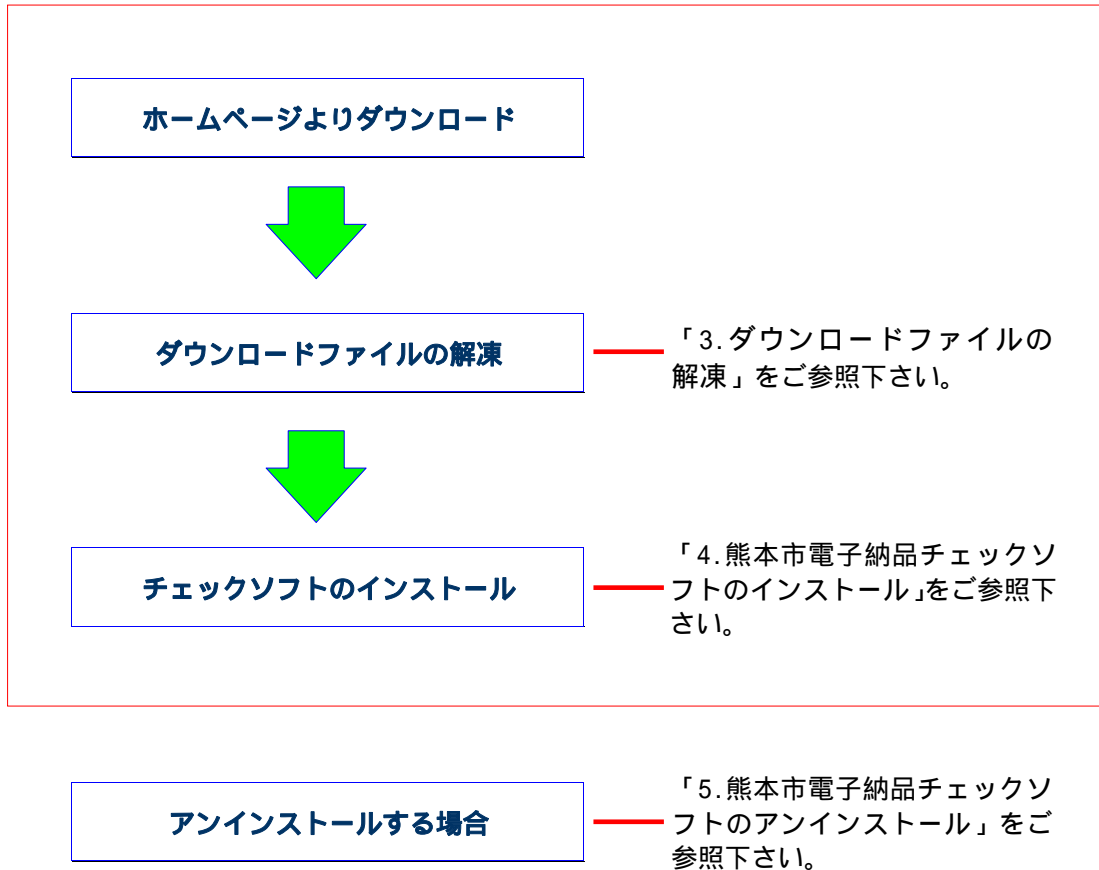 ホームページよりダウンロード
ダウンロードファイルの解凍
「3.ダウンロードファイルの
解凍」をご参照下さい。
チェックソフトのインストール
「4.熊本市電子納品チェックソ
フトのインストール」をご参照下
さい。
アンインストールする場合
「5.熊本市電子納品チェックソ
フトのアンインストール」をご
参照下さい。